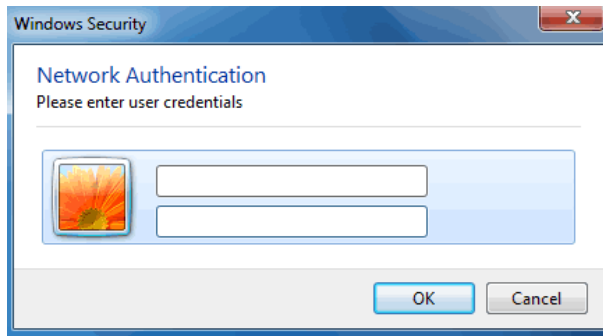 Windows Security
Network Authentication
Please enter user credentials
OK
Cancel